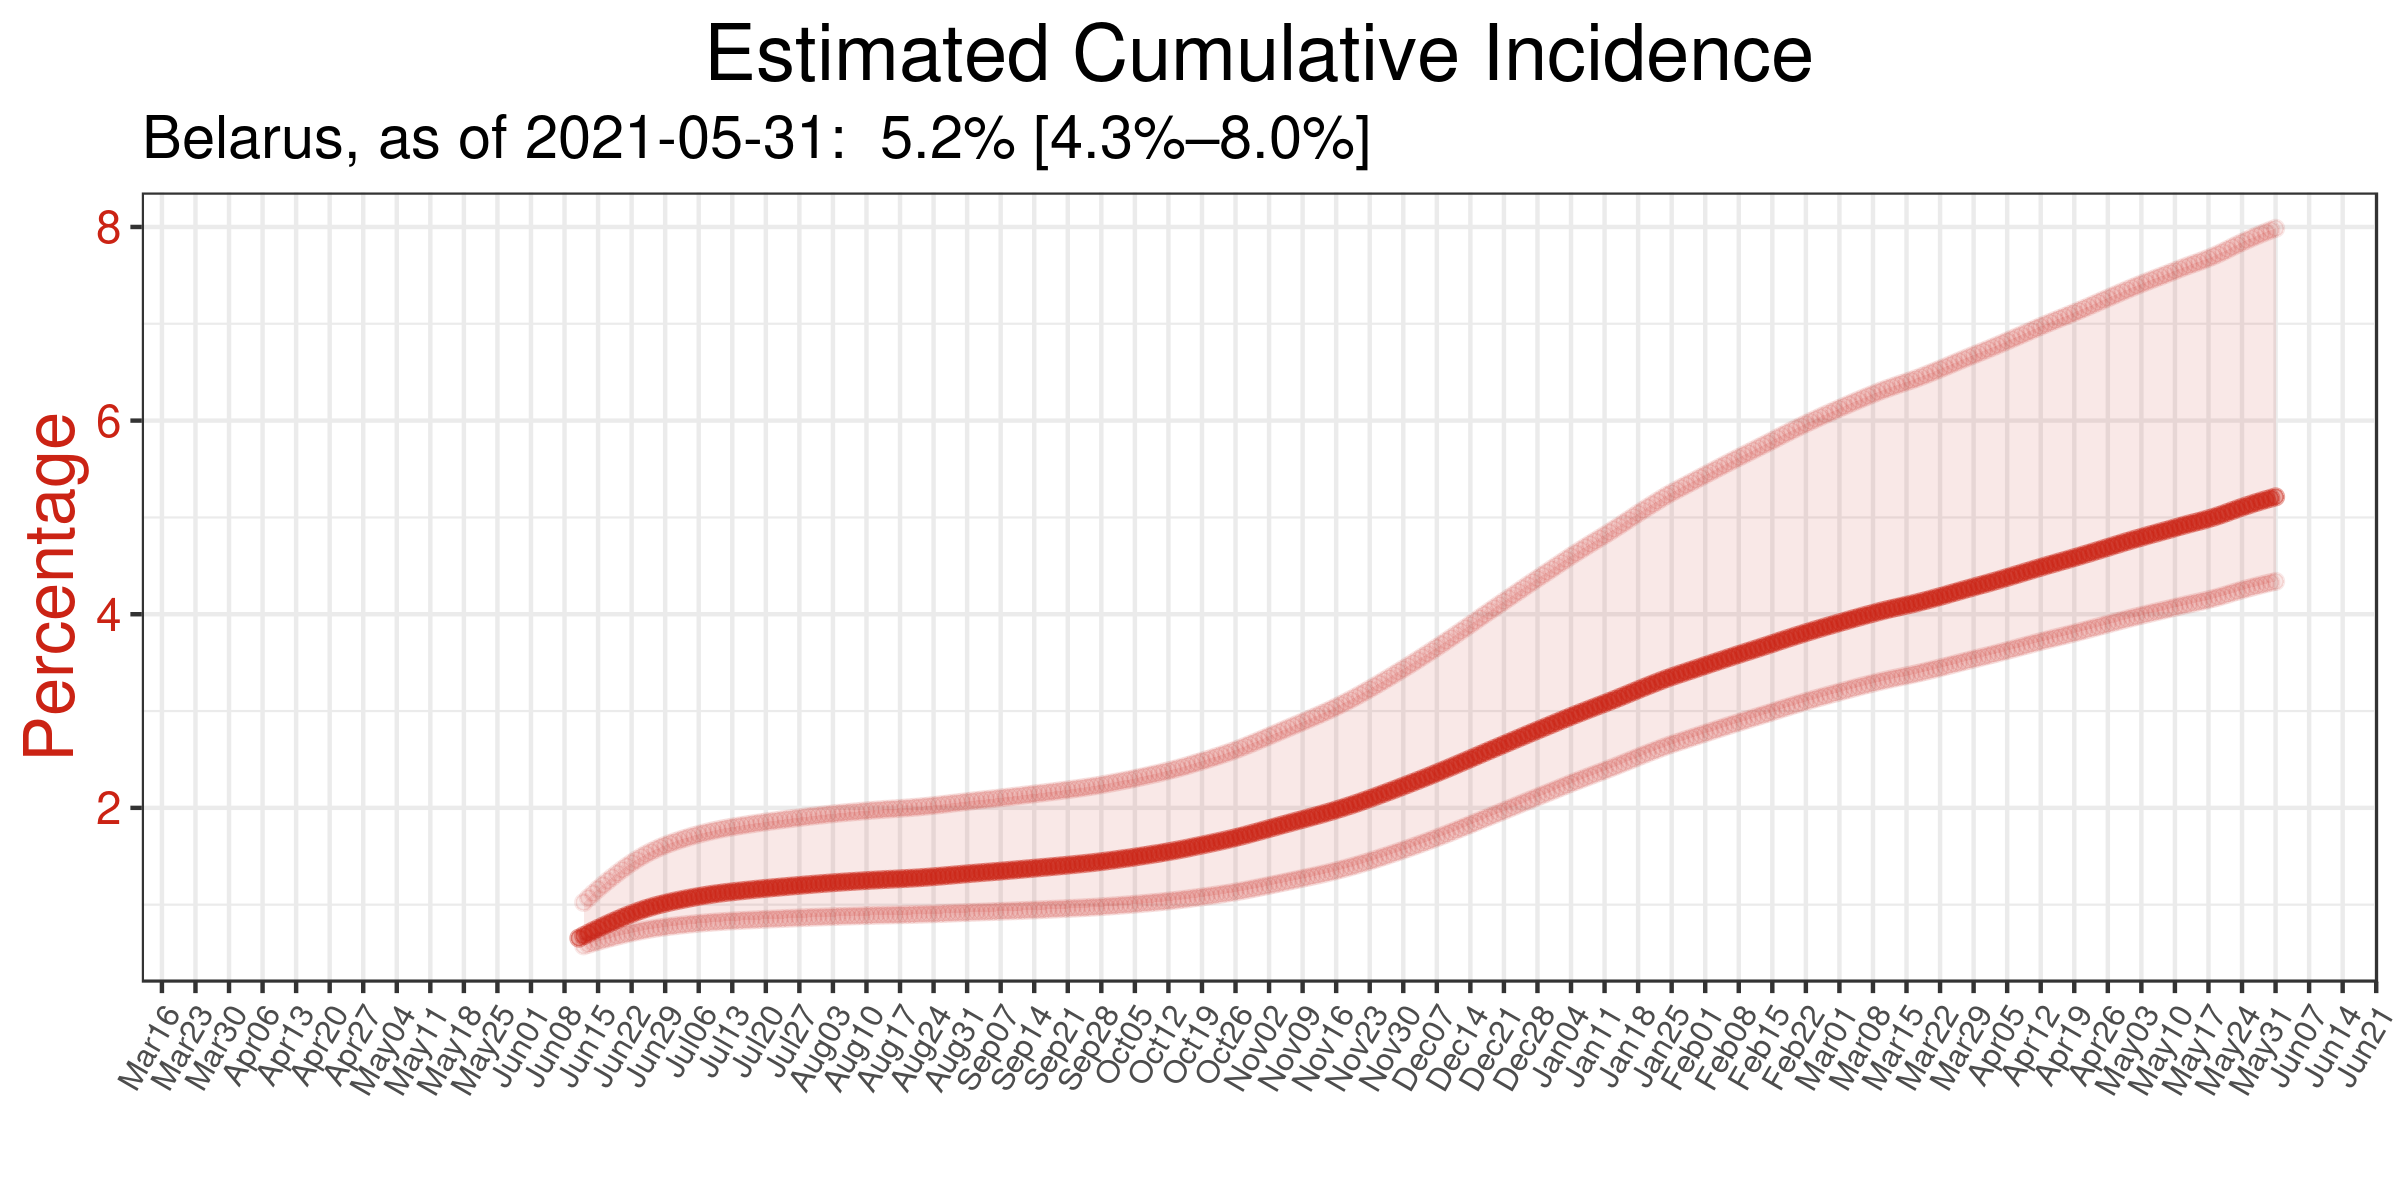 Estimated Cumulative Incidence
Belarus, as of 2021-05-31:  5.2% [4.3%–8.0%]
Percentage
8
6
4
2
Mar16
Mar23
Mar30
Apr06
Apr13
Apr20
Apr27
May04
May11
May18
May25
Jun01
Jun08
Jun15
Jun22
Jun29
Jul06
Jul13
Jul20
Jul27
Aug03
Aug10
Aug17
Aug24
Aug31
Sep07
Sep14
Sep21
Sep28
Oct05
Oct12
Oct19
Oct26
Nov02
Nov09
Nov16
Nov23
Nov30
Dec07
Dec14
Dec21
Dec28
Jan04
Jan11
Jan18
Jan25
Feb01
Feb08
Feb15
Feb22
Mar01
Mar08
Mar15
Mar22
Mar29
Apr05
Apr12
Apr19
Apr26
May03
May10
May17
May24
May31
Jun07
Jun14
Jun21